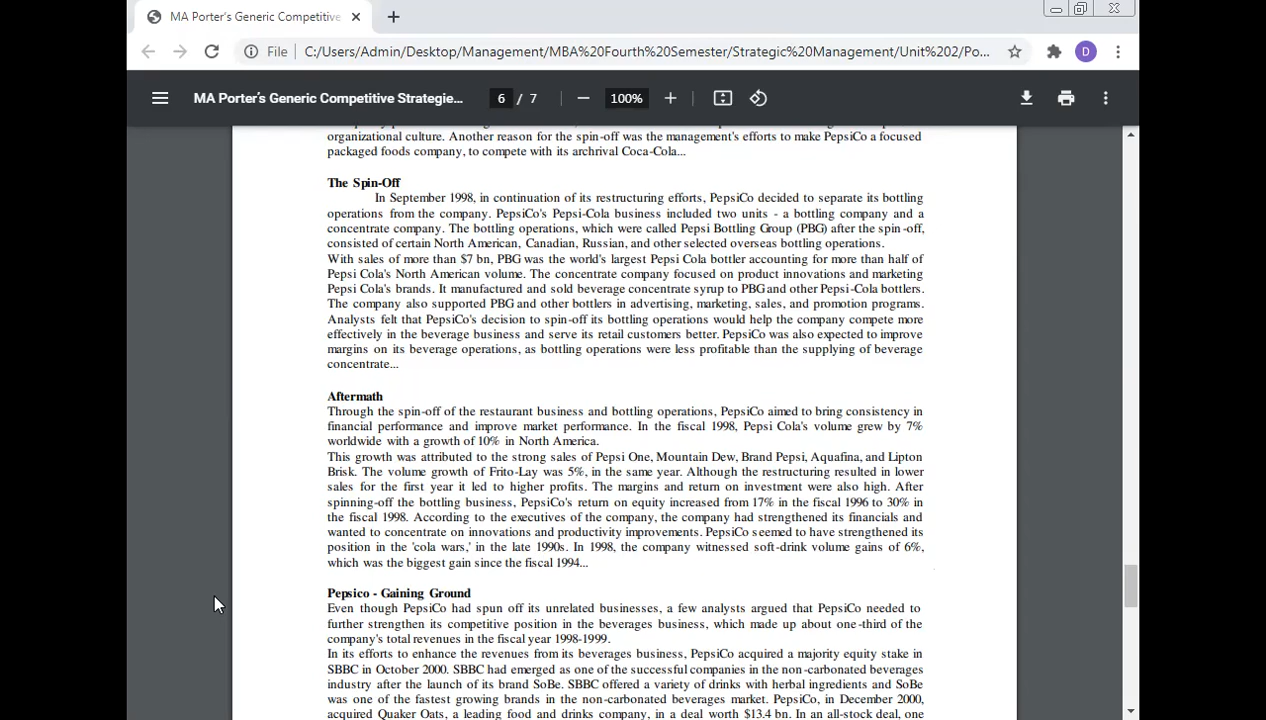 MA Porter's Generic Competitive
File C:/Users/Admin/Desktop/Management/MBA%20Fourth%20Semester/Strategic%20Management/Unit%202/Po...
D
MA Porter's Generic Competitive Strategie...
6 / 7
100%
organizational culture. Another reason for the spin-off was the management's efforts to make PepsiCo a focused
packaged foods company, to compete with its archrival Coca-Cola...
The Spin-Off
In September 1998, in continuation of its restructuring efforts, PepsiCo decided to separate its bottling
operations from the company. PepsiCo's Pepsi-Cola business included two units - a bottling company and a
concentrate company. The bottling operations, which were called Pepsi Bottling Group (PBG) after the spin-off,
consisted of certain North American, Canadian, Russian, and other selected overseas bottling operations.
With sales of more than $7 bn, PBG was the world's largest Pepsi Cola bottler accounting for more than half of
Pepsi Cola's North American volume. The concentrate company focused on product innovations and marketing
Pepsi Cola's brands. It manufactured and sold beverage concentrate syrup to PBG and other Pepsi-Cola bottlers.
The company also supported PBG and other bottlers in advertising, marketing, sales, and promotion programs.
Analysts felt that PepsiCo's decision to spin-off its bottling operations would help the company compete more
effectively in the beverage business and serve its retail customers better. PepsiCo was also expected to improve
margins on its beverage operations, as bottling operations were less profitable than the supplying of beverage
concentrate...
Aftermath
Through the spin-off of the restaurant business and bottling operations, PepsiCo aimed to bring consistency in
financial performance and improve market performance. In the fiscal 1998, Pepsi Cola's volume grew by 7%
worldwide with a growth of 10% in North America.
This growth was attributed to the strong sales of Pepsi One, Mountain Dew, Brand Pepsi, Aquafina, and Lipton
Brisk. The volume growth of Frito-Lay was 5%, in the same year. Although the restructuring resulted in lower
sales for the first year it led to higher profits. The margins and return on investment were also high. After
spinning-off the bottling business, PepsiCo's return on equity increased from 17% in the fiscal 1996 to 30% in
the fiscal 1998. According to the executives of the company, the company had strengthened its financials and
wanted to concentrate on innovations and productivity improvements. PepsiCo seemed to have strengthened its
position in the 'cola wars,' in the late 1990s. In 1998, the company witnessed soft-drink volume gains of 6%,
which was the biggest gain since the fiscal 1994...
Pepsico - Gaining Ground
Even though PepsiCo had spun off its unrelated businesses, a few analysts argued that PepsiCo needed to
further strengthen its competitive position in the beverages business, which made up about one-third of the
company's total revenues in the fiscal year 1998-1999.
In its efforts to enhance the revenues from its beverages business, PepsiCo acquired a majority equity stake in
SBBC in October 2000. SBBC had emerged as one of the successful companies in the non-carbonated beverages
industry after the launch of its brand SoBe. SBBC offered a variety of drinks with herbal ingredients and SoBe
was one of the fastest growing brands in the non-carbonated beverages market. PepsiCo, in December 2000,
acquired Quaker Oats, a leading food and drinks company, in a deal worth $13.4 bn. In an all-stock deal, one